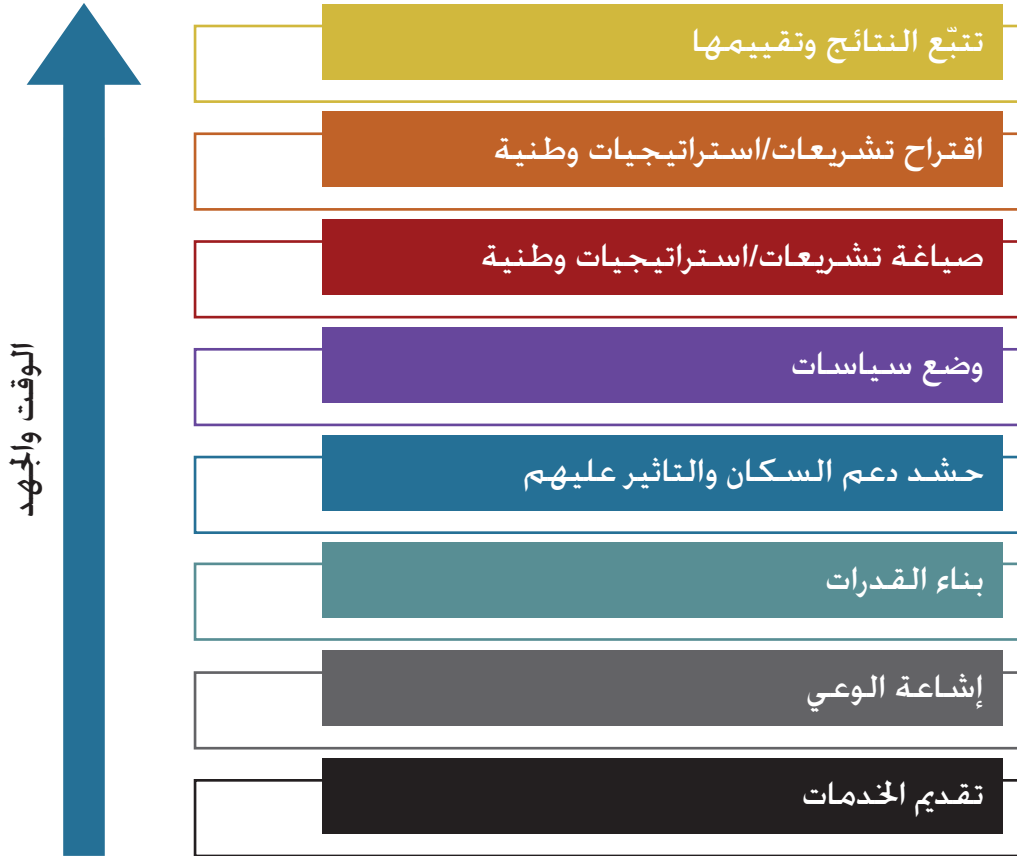 تتبّع النتائج وتقييمها
اقتراح تشريعات/استراتيجيات وطنية
صياغة تشريعات/استراتيجيات وطنية
وضع سياسات
حشد دعم السكان والتاثير عليهم
بناء القدرات
إشاعة الوعي
تقديم الخدمات
الوقت والجهد